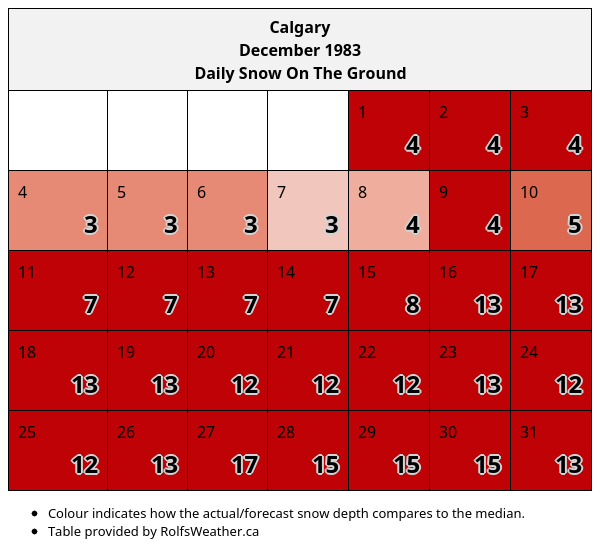 Calgary
December 1983
Daily Snow On The Ground
1 2 3
4 4 4
4 5 6 7 8 9 10
3 3 3 3 4 4 5
11 12 13 14 15 16 17
7 7 7 7 8 13 13
18 19 20 21 22 23 24
13 13 12 12 12 13 12
25 26 27 28 29 30 31
12 13 17 15 15 15 13
• Colour indicates how the actual/forecast snow depth compares to the median.
• Table provided by RolfsWeather.ca